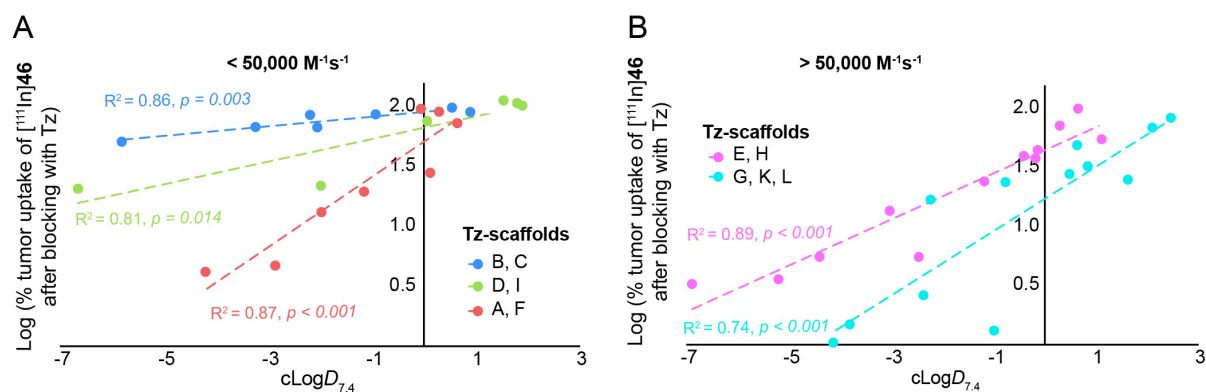 A
< 50,000 M⁻¹s⁻¹
Log (% tumor uptake of [¹¹¹In]46
after blocking with Tz)
R² = 0.86, p = 0.003
R² = 0.81, p = 0.014
R² = 0.87, p < 0.001
2.0
1.5
1.0
0.5
Tz-scaffolds
B, C
D, I
A, F
-7 -5 -3 -1 1 3
cLogD₇.₄
B
> 50,000 M⁻¹s⁻¹
Log (% tumor uptake of [¹¹¹In]46
after blocking with Tz)
Tz-scaffolds
E, H
G, K, L
R² = 0.89, p < 0.001
R² = 0.74, p < 0.001
2.0
1.5
1.0
0.5
-7 -5 -3 -1 1 3
cLogD₇.₄